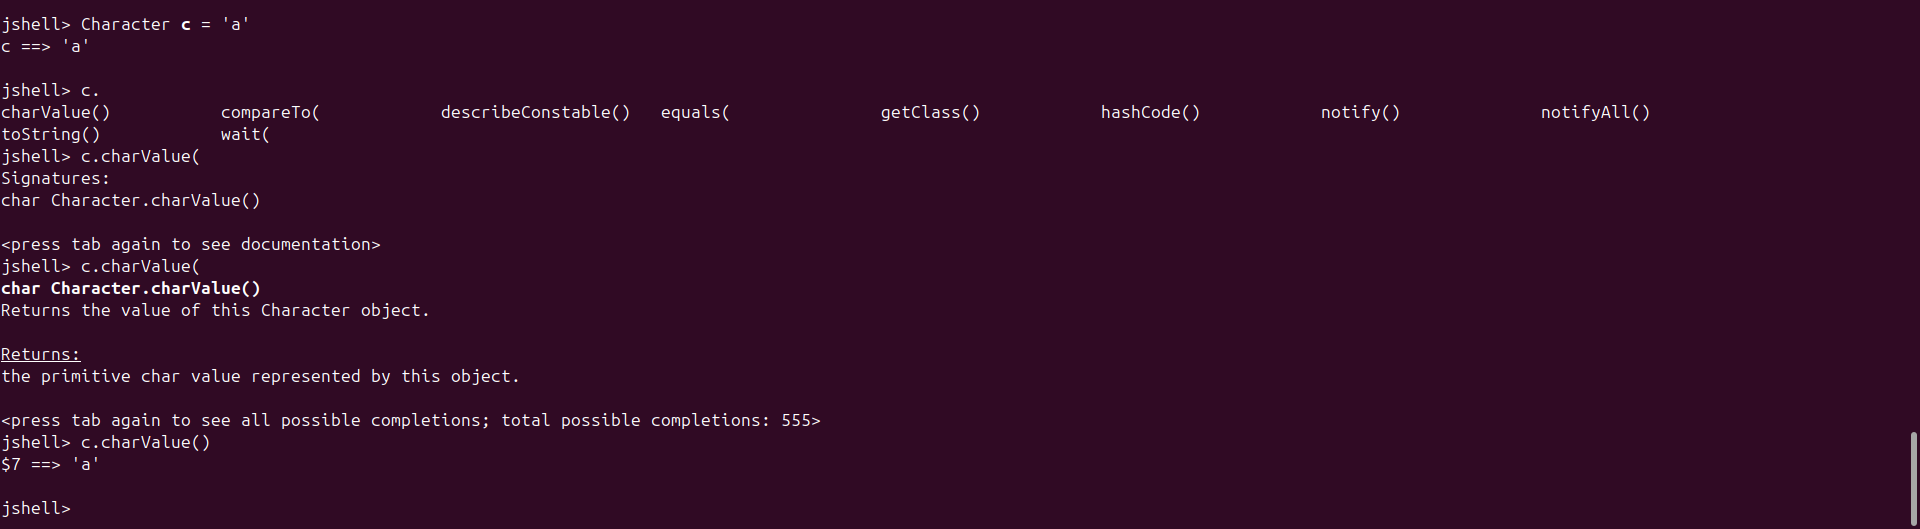 jshell> Character c = 'a'
c ==> 'a'
jshell> c.
charValue() compareTo( describeConstable() equals( getClass() hashCode() notify() notifyAll()
toString() wait(
jshell> c.charValue(
Signatures:
char Character.charValue()
<press tab again to see documentation>
jshell> c.charValue(
char Character.charValue()
Returns the value of this Character object.
Returns:
the primitive char value represented by this object.
<press tab again to see all possible completions; total possible completions: 555>
jshell> c.charValue()
$7 ==> 'a'
jshell>